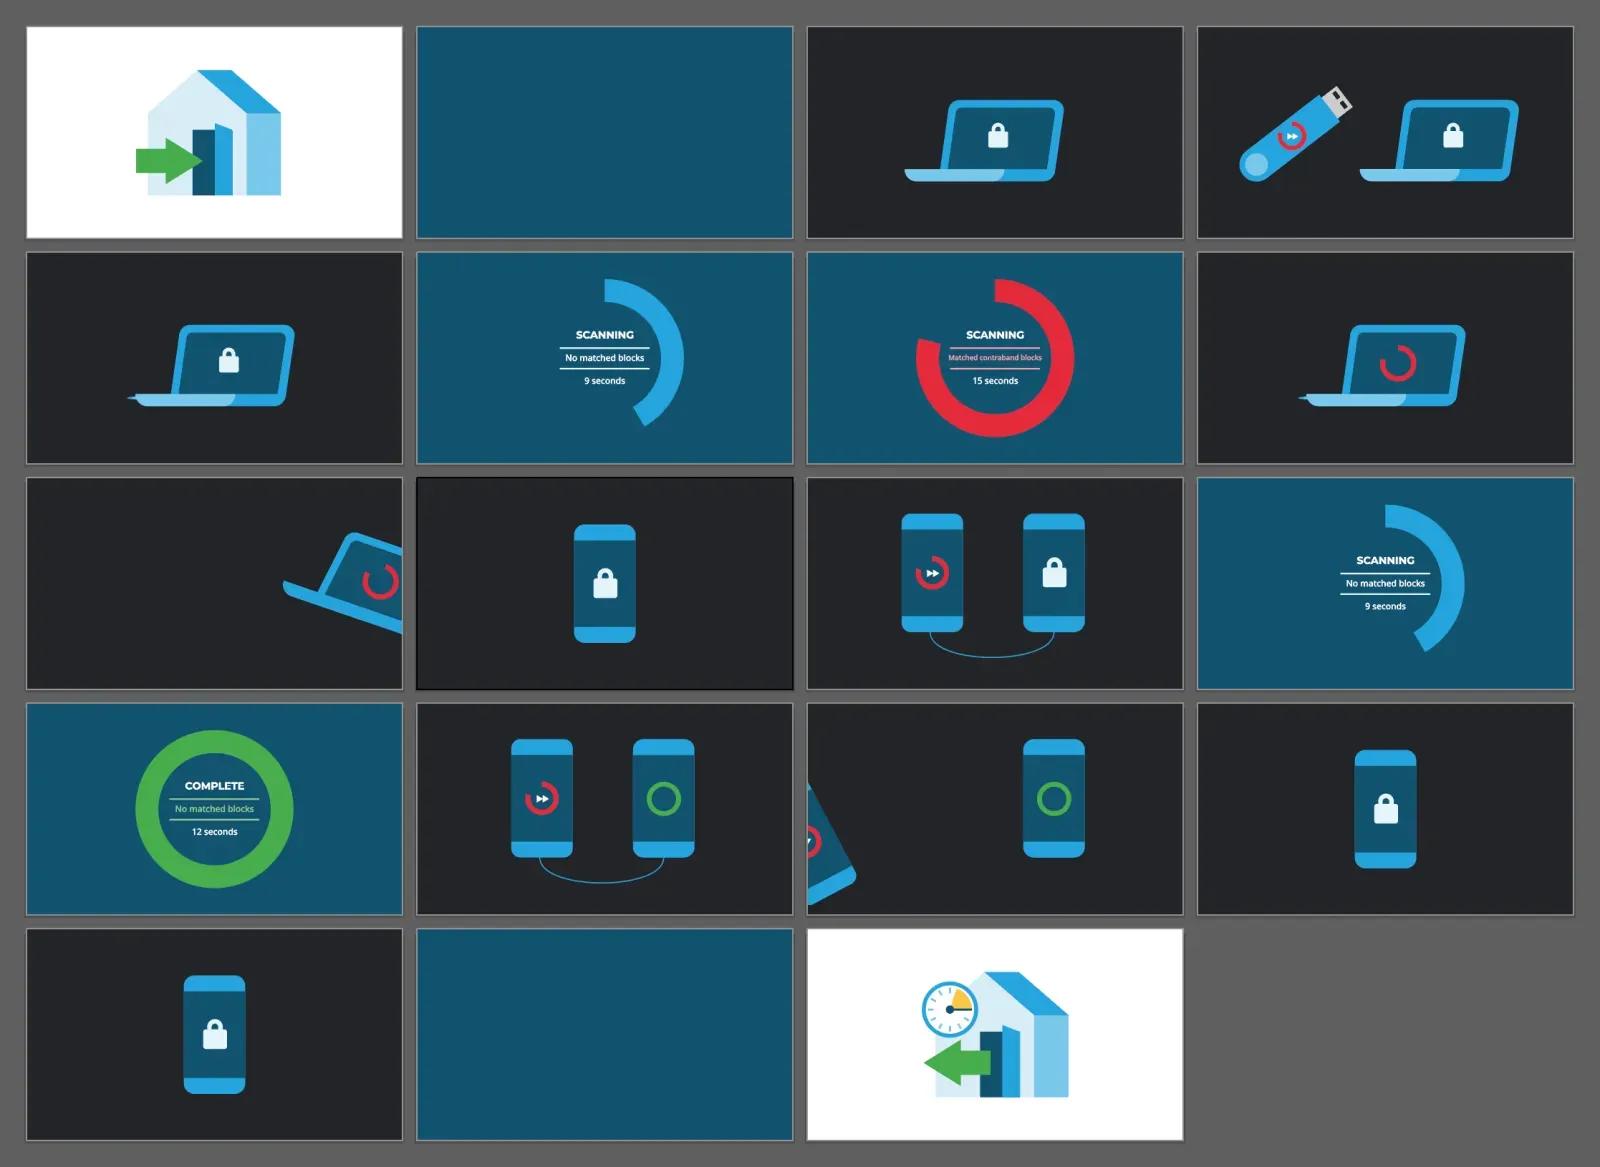 SCANNING
No matched blocks
9 seconds
SCANNING
Matched contraband blocks
15 seconds
SCANNING
No matched blocks
9 seconds
COMPLETE
No matched blocks
12 seconds